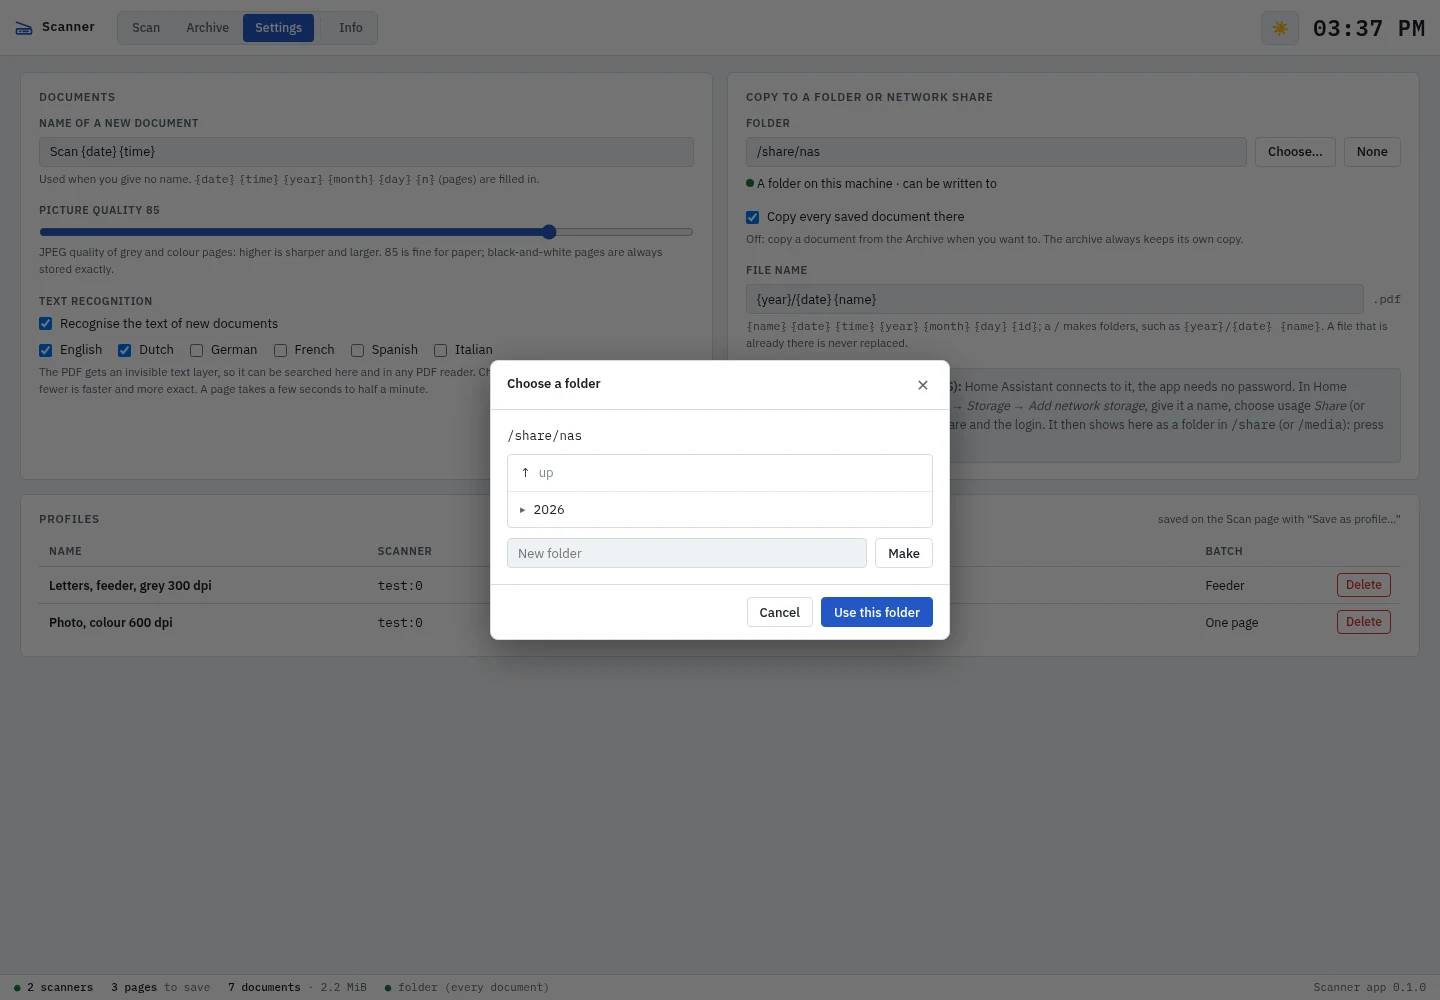 Scanner
Scan Archive Settings Info
03:37 PM
DOCUMENTS
NAME OF A NEW DOCUMENT
Scan {date} {time}
Used when you give no name. {date} {time} {year} {month} {day} {n} (pages) are filled in.
PICTURE QUALITY 85
JPEG quality of grey and colour pages: higher is sharper and larger. 85 is fine for paper; black-and-white pages are always
stored exactly.
TEXT RECOGNITION
Recognise the text of new documents
English Dutch German French Spanish Italian
The PDF gets an invisible text layer, so it can be searched here and in any PDF reader.
fewer is faster and more exact. A page takes a few seconds to half a minute.
COPY TO A FOLDER OR NETWORK SHARE
FOLDER
/share/nas
Choose...
None
A folder on this machine · can be written to
Copy every saved document there
Off: copy a document from the Archive when you want to. The archive always keeps its own copy.
FILE NAME
{year}/{date} {name}
.pdf
{name} {date} {time} {year} {month} {day} {id}; a / makes folders, such as {year}/{date} {name}. A file that is
already there is never replaced.
Home Assistant connects to it, the app needs no password. In Home
→ Storage → Add network storage, give it a name, choose usage Share (or
and the login. It then shows here as a folder in /share (or /media): press
Choose a folder
✕
/share/nas
↑ up
▸ 2026
New folder
Make
Cancel
Use this folder
PROFILES
saved on the Scan page with “Save as profile...”
NAME SCANNER BATCH
Letters, feeder, grey 300 dpi test:0 Feeder Delete
Photo, colour 600 dpi test:0 One page Delete
2 scanners 3 pages to save 7 documents · 2.2 MiB folder (every document)
Scanner app 0.1.0